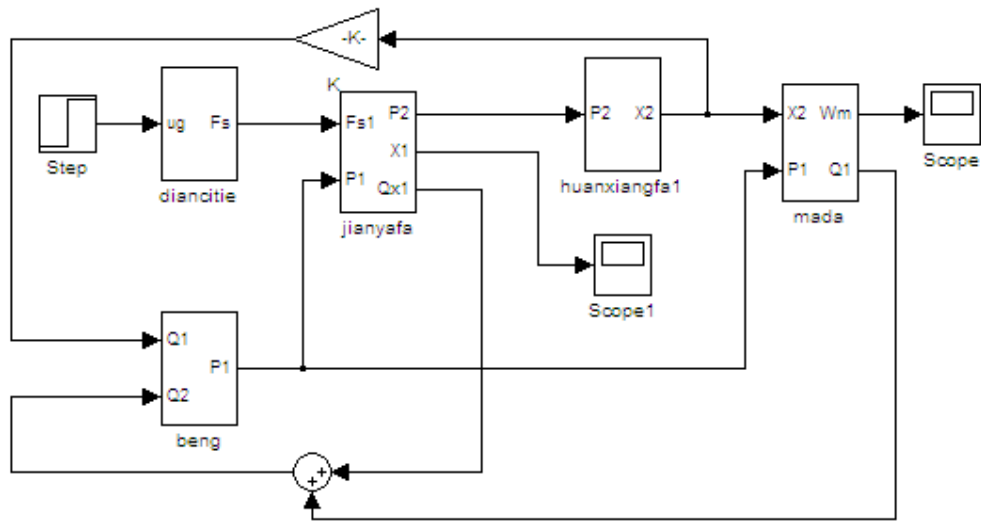 -K-
K
Step
ug
Fs
diancitie
Fs1
P1
P2
X1
Qx1
jianyafa
P2
X2
huanxiangfa1
X2
P1
Wm
Q1
mada
Scope
Scope1
Q1
Q2
P1
beng
+
+